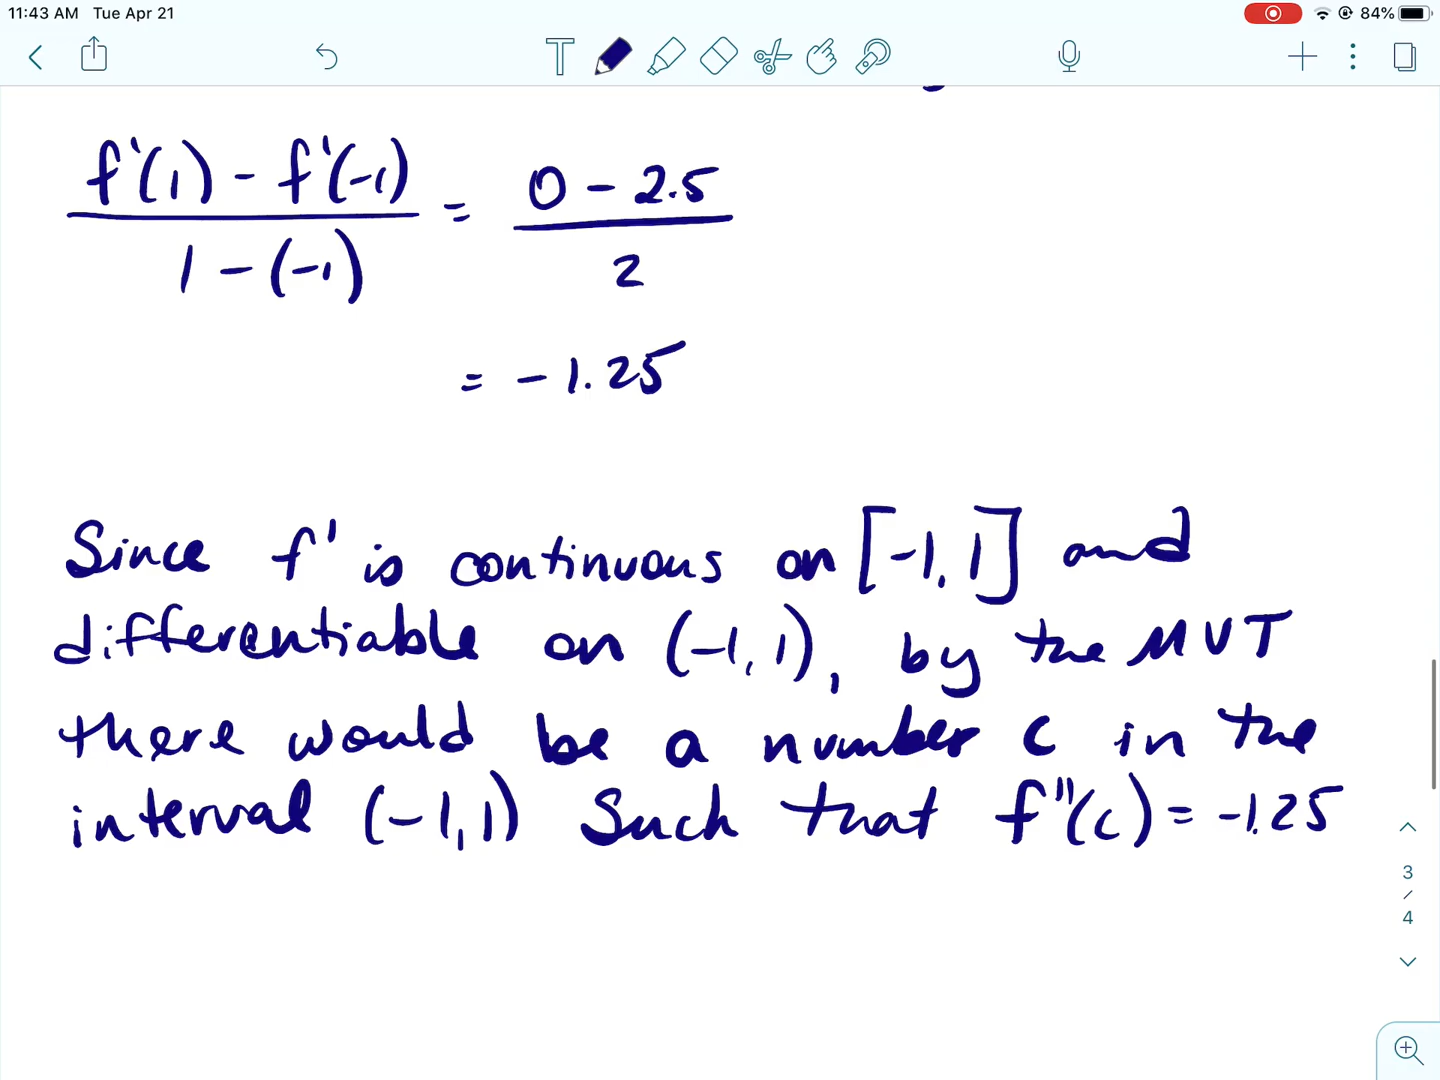 11:43 AM Tue Apr 21
84%
T
f'(1) - f'(-1) / 1 - (-1) = 0 - 2.5 / 2
= -1.25
Since f' is continuous on [-1, 1] and
differentiable on (-1, 1), by the MVT
there would be a number c in the
interval (-1, 1) Such that f"(c) = -1.25
3
/
4